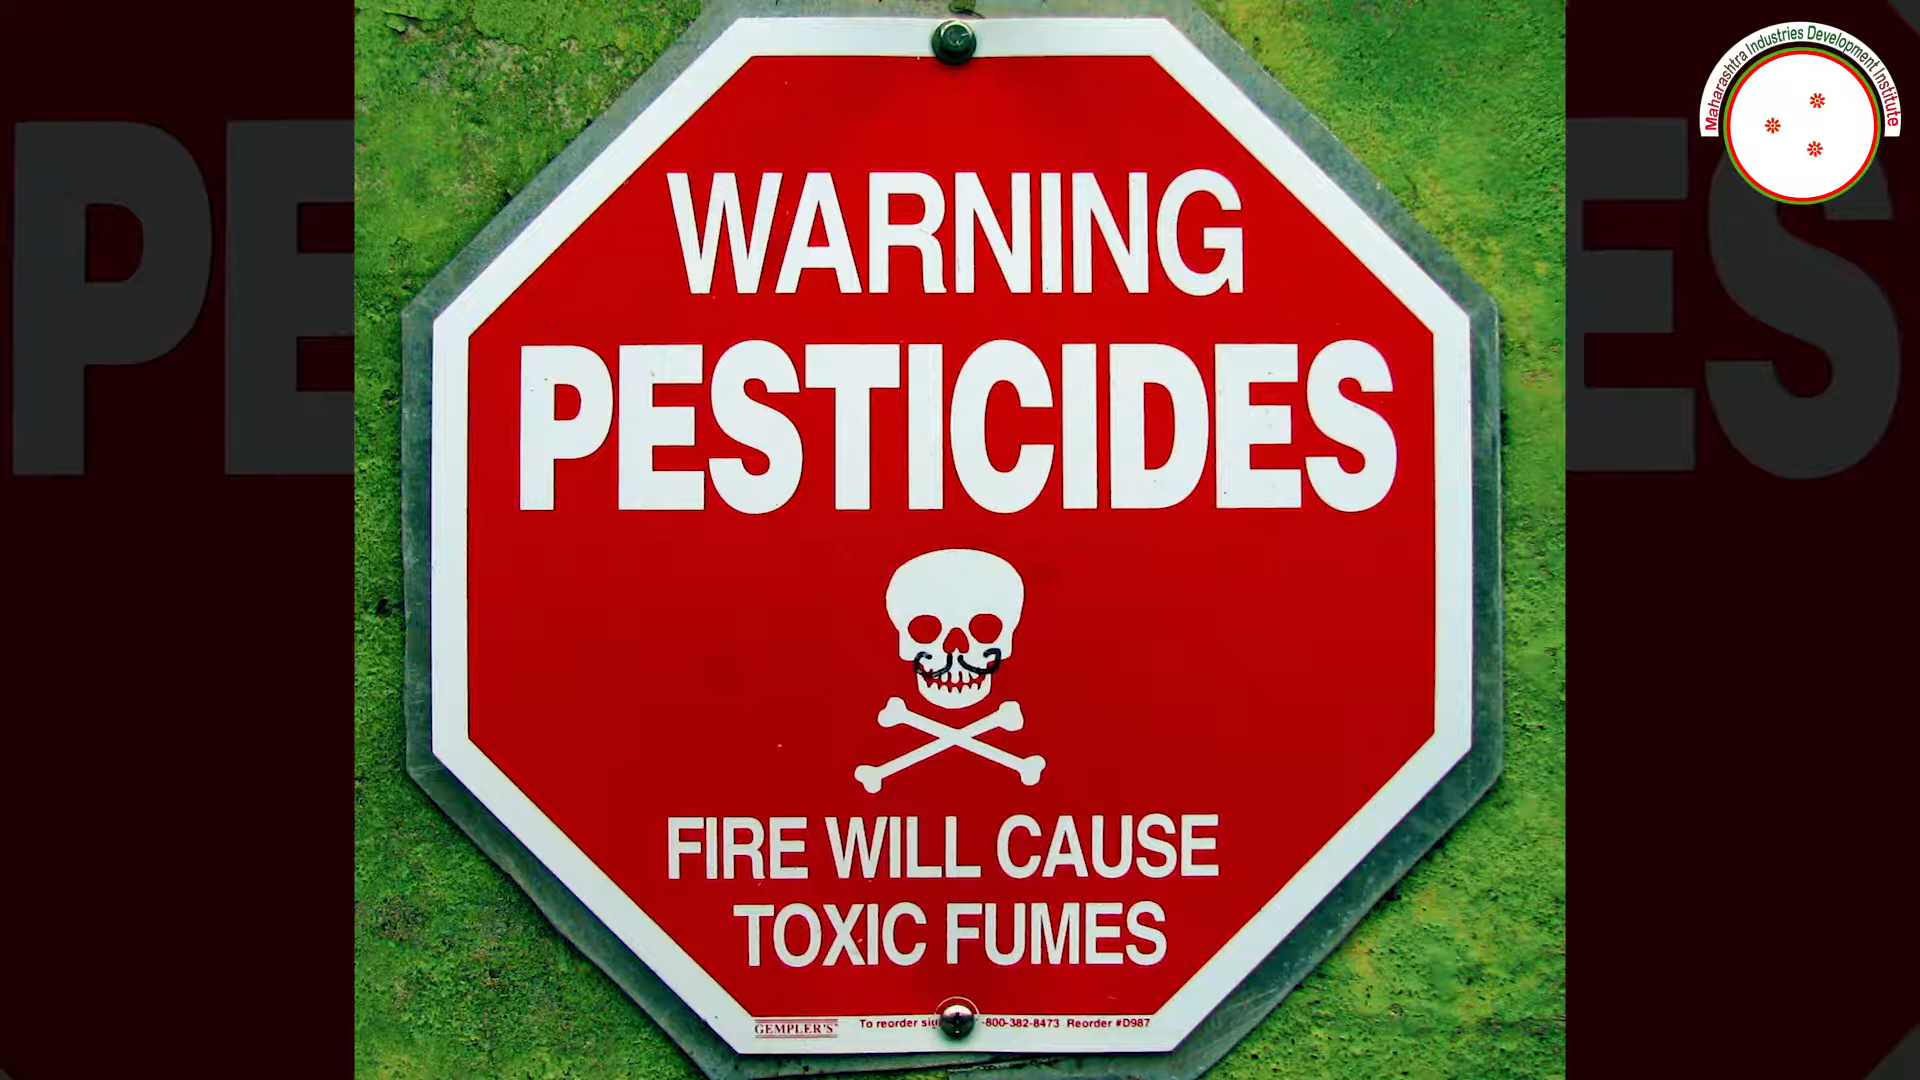 Maharashtra Industries Development Institute
WARNING
PESTICIDES
FIRE WILL CAUSE
TOXIC FUMES
GEMPLER'S To reorder -800-382-8473 Reorder #D987